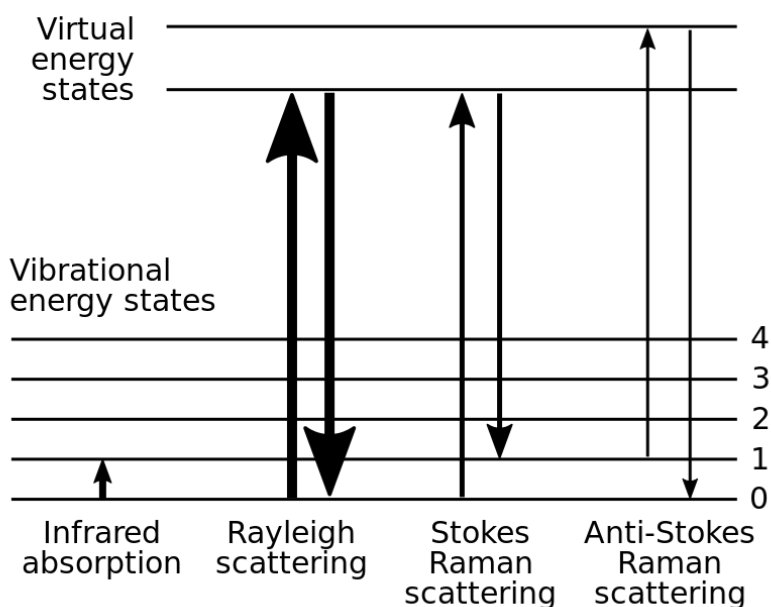 Virtual
energy
states
Vibrational
energy states
4
3
2
1
0
Infrared
absorption
Rayleigh
scattering
Stokes
Raman
scattering
Anti-Stokes
Raman
scattering